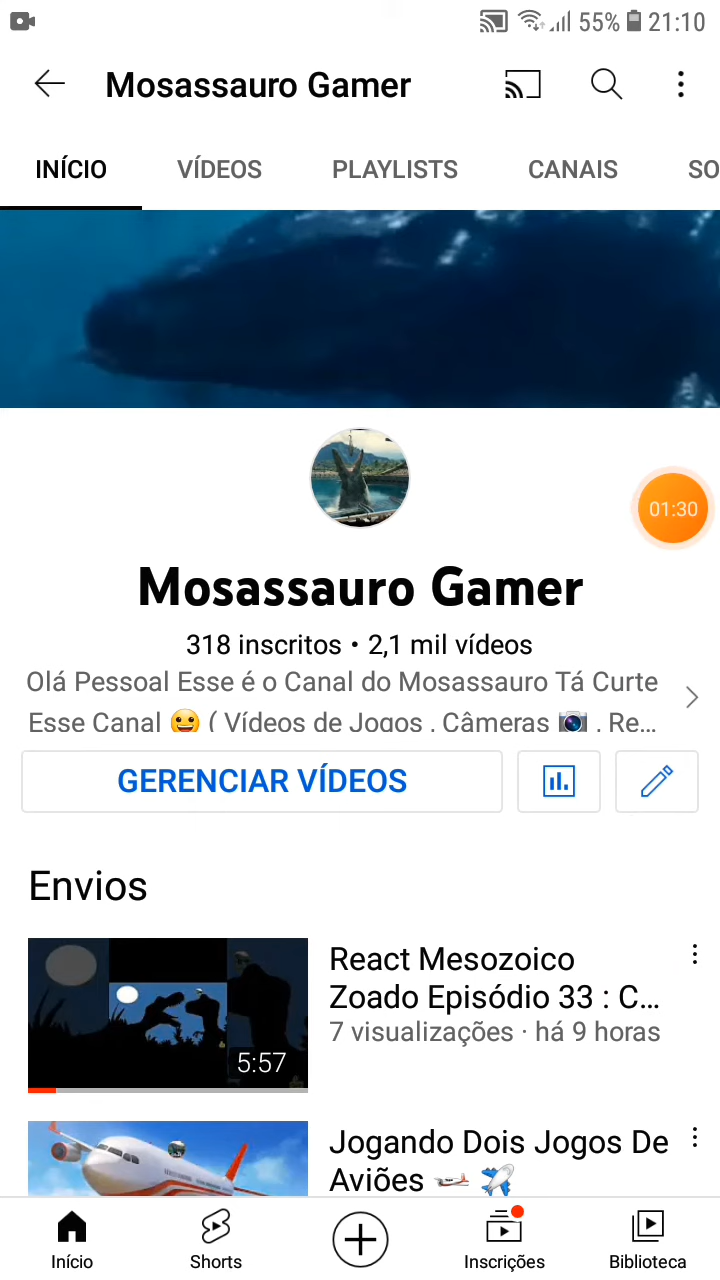 55% 21:10
Mosassauro Gamer
INÍCIO VÍDEOS PLAYLISTS CANAIS SO
01:30
Mosassauro Gamer
318 inscritos • 2,1 mil vídeos
Olá Pessoal Esse é o Canal do Mosassauro Tá Curte
Esse Canal 😀 ( Vídeos de Jogos . Câmeras 📷 . Re...
GERENCIAR VÍDEOS
Envios
React Mesozoico
Zoado Episódio 33 : C...
7 visualizações · há 9 horas
5:57
Jogando Dois Jogos De
Aviões 🛩️ ✈️
Início Shorts Inscrições Biblioteca